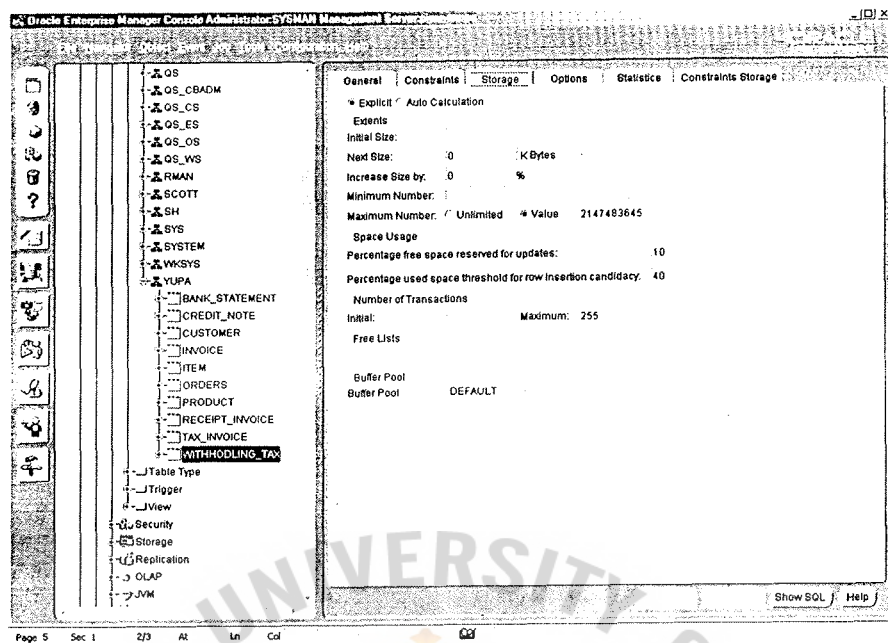 Oracle Enterprise Manager Console Administrator:SYSMAN Management Server:
QS
QS_CBADM
QS_CS
QS_ES
QS_OS
QS_WS
RMAN
SCOTT
SH
SYS
SYSTEM
WKSYS
YUPA
BANK_STATEMENT
CREDIT_NOTE
CUSTOMER
INVOICE
ITEM
ORDERS
PRODUCT
RECEIPT_INVOICE
TAX_INVOICE
WITHHODLING_TAX
Table Type
Trigger
View
Security
Storage
Replication
OLAP
JVM
General Constraints Storage Options Statistics Constraints Storage
Explicit Auto Calculation
Extents
Initial Size:
Next Size: 0 K Bytes
Increase Size by: 0 %
Minimum Number:
Maximum Number: Unlimited Value 2147483645
Space Usage
Percentage free space reserved for updates: 10
Percentage used space threshold for row insertion candidacy: 40
Number of Transactions
Initial: Maximum: 255
Free Lists
Buffer Pool
Buffer Pool DEFAULT
Show SQL Help
Page 5 Sec 1 2/3 At Ln Col
UNIVERSITY